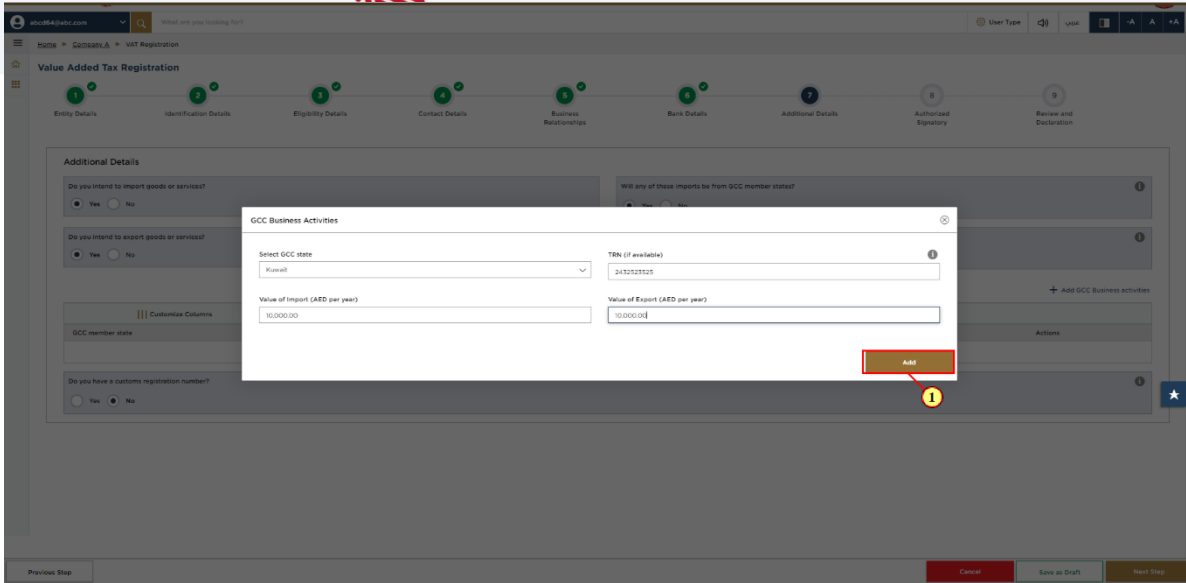 abcd64@abc.com
What are you looking for?
User Type
عربي
-A A +A
Home > Company A > VAT Registration
Value Added Tax Registration
1 2 3 4 5 6 7 8 9
Entity Details
Identification Details
Eligibility Details
Contact Details
Business
Relationships
Bank Details
Additional Details
Authorized
Signatory
Review and
Declaration
Additional Details
Do you intend to import goods or services?
Yes No
Will any of these imports be from GCC member states?
Yes No
Do you intend to export goods or services?
Yes No
GCC Business Activities
Select GCC state
Kuwait
TRN (if available)
2432523525
Value of Import (AED per year)
10,000.00
Value of Export (AED per year)
10,000.00
Add
1
+ Add GCC Business activities
Customize Columns
GCC member state
Actions
Do you have a customs registration number?
Yes No
Previous Step
Cancel
Save as Draft
Next Step